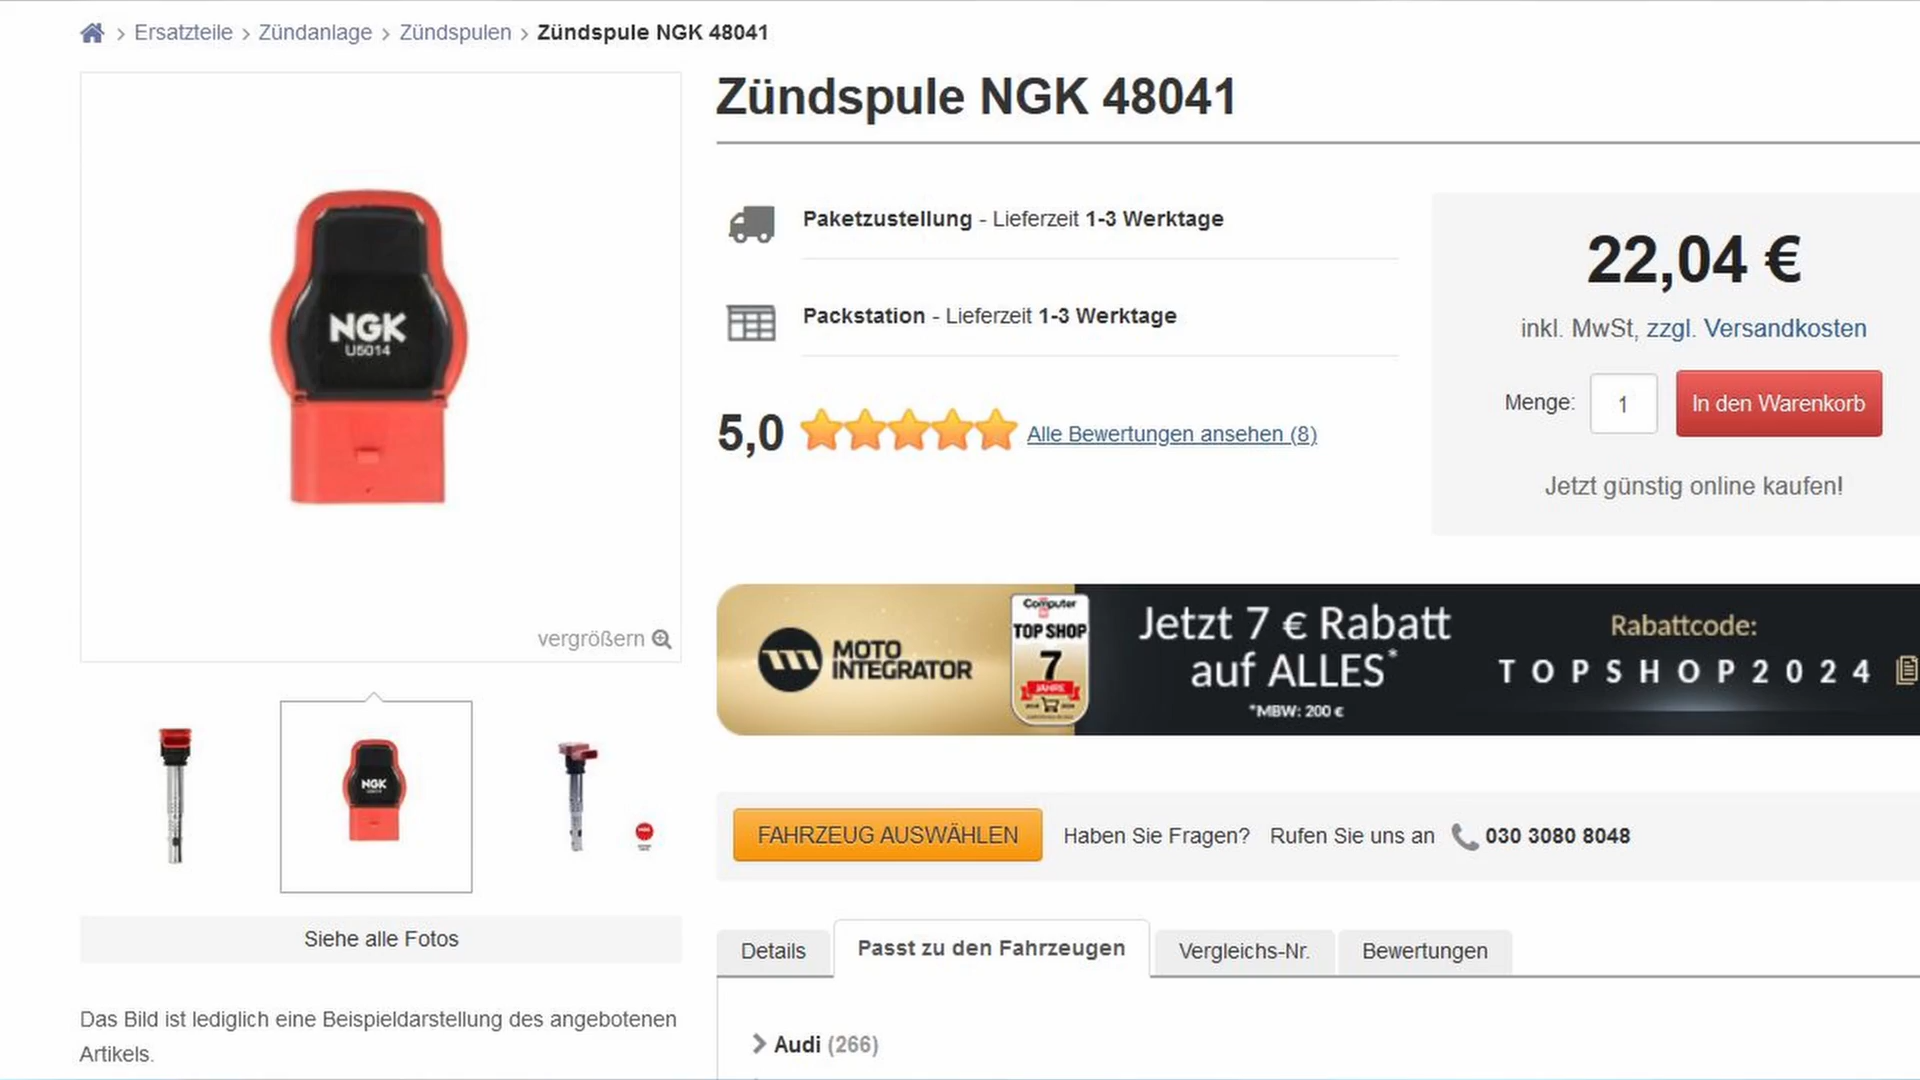 Ersatzteile > Zündanlage > Zündspulen > Zündspule NGK 48041
Zündspule NGK 48041
NGK
U5014
vergrößern
Paketzustellung - Lieferzeit 1-3 Werktage
Packstation - Lieferzeit 1-3 Werktage
5,0
Alle Bewertungen ansehen (8)
22,04 €
inkl. MwSt, zzgl. Versandkosten
Menge: 1 In den Warenkorb
Jetzt günstig online kaufen!
MOTO
INTEGRATOR
Computer
TOP SHOP
7
JAHRE
Jetzt 7 € Rabatt
auf ALLES*
*MBW: 200 €
Rabattcode:
TOPSHOP2024
NGK
Siehe alle Fotos
Das Bild ist lediglich eine Beispieldarstellung des angebotenen
Artikels.
FAHRZEUG AUSWÄHLEN Haben Sie Fragen? Rufen Sie uns an 030 3080 8048
Details Passt zu den Fahrzeugen Vergleichs-Nr. Bewertungen
Audi (266)